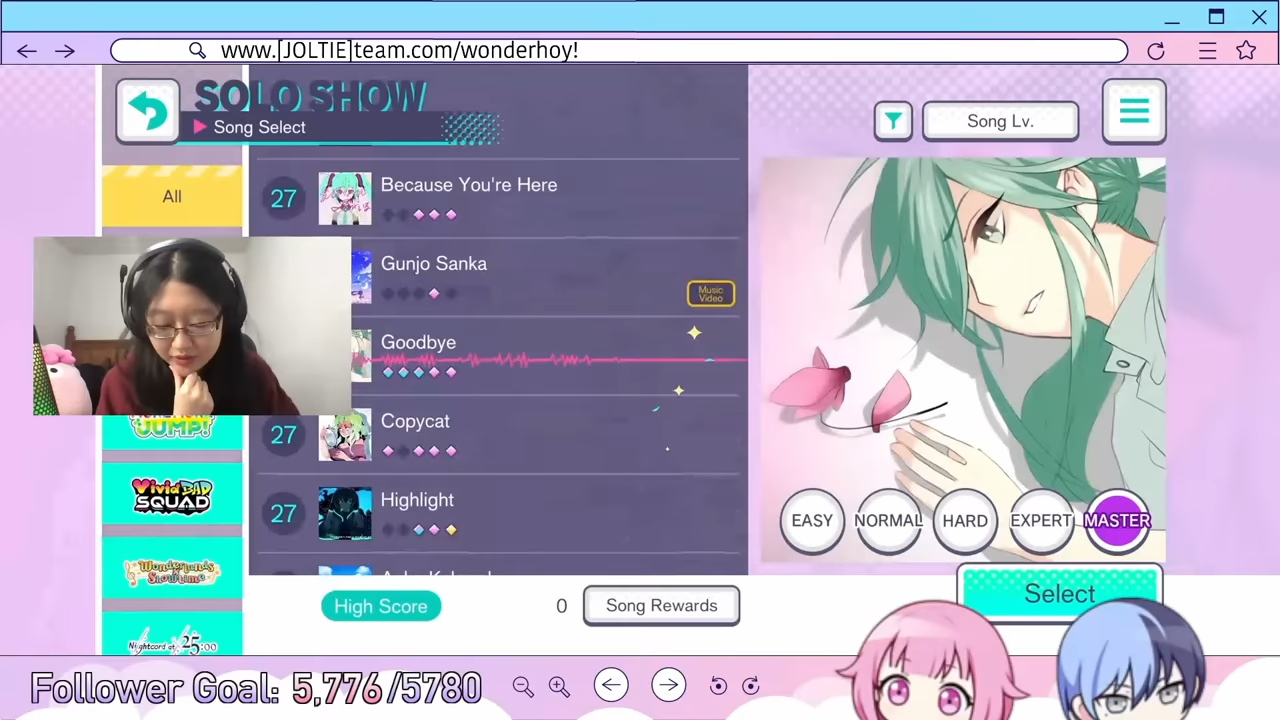 www.[JOLTIE]team.com/wonderhoy!
SOLO SHOW
Song Select
Song Lv.
All
27
Because You're Here
Gunjo Sanka
Music
Video
Goodbye
27
Copycat
JUMP!
Vivid BAD
SQUAD
27
Highlight
EASY
NORMAL
HARD
EXPERT
MASTER
Wonderlands
Showtime
Select
High Score
0
Song Rewards
Nightcord at 25:00
Follower Goal: 5,776/5780